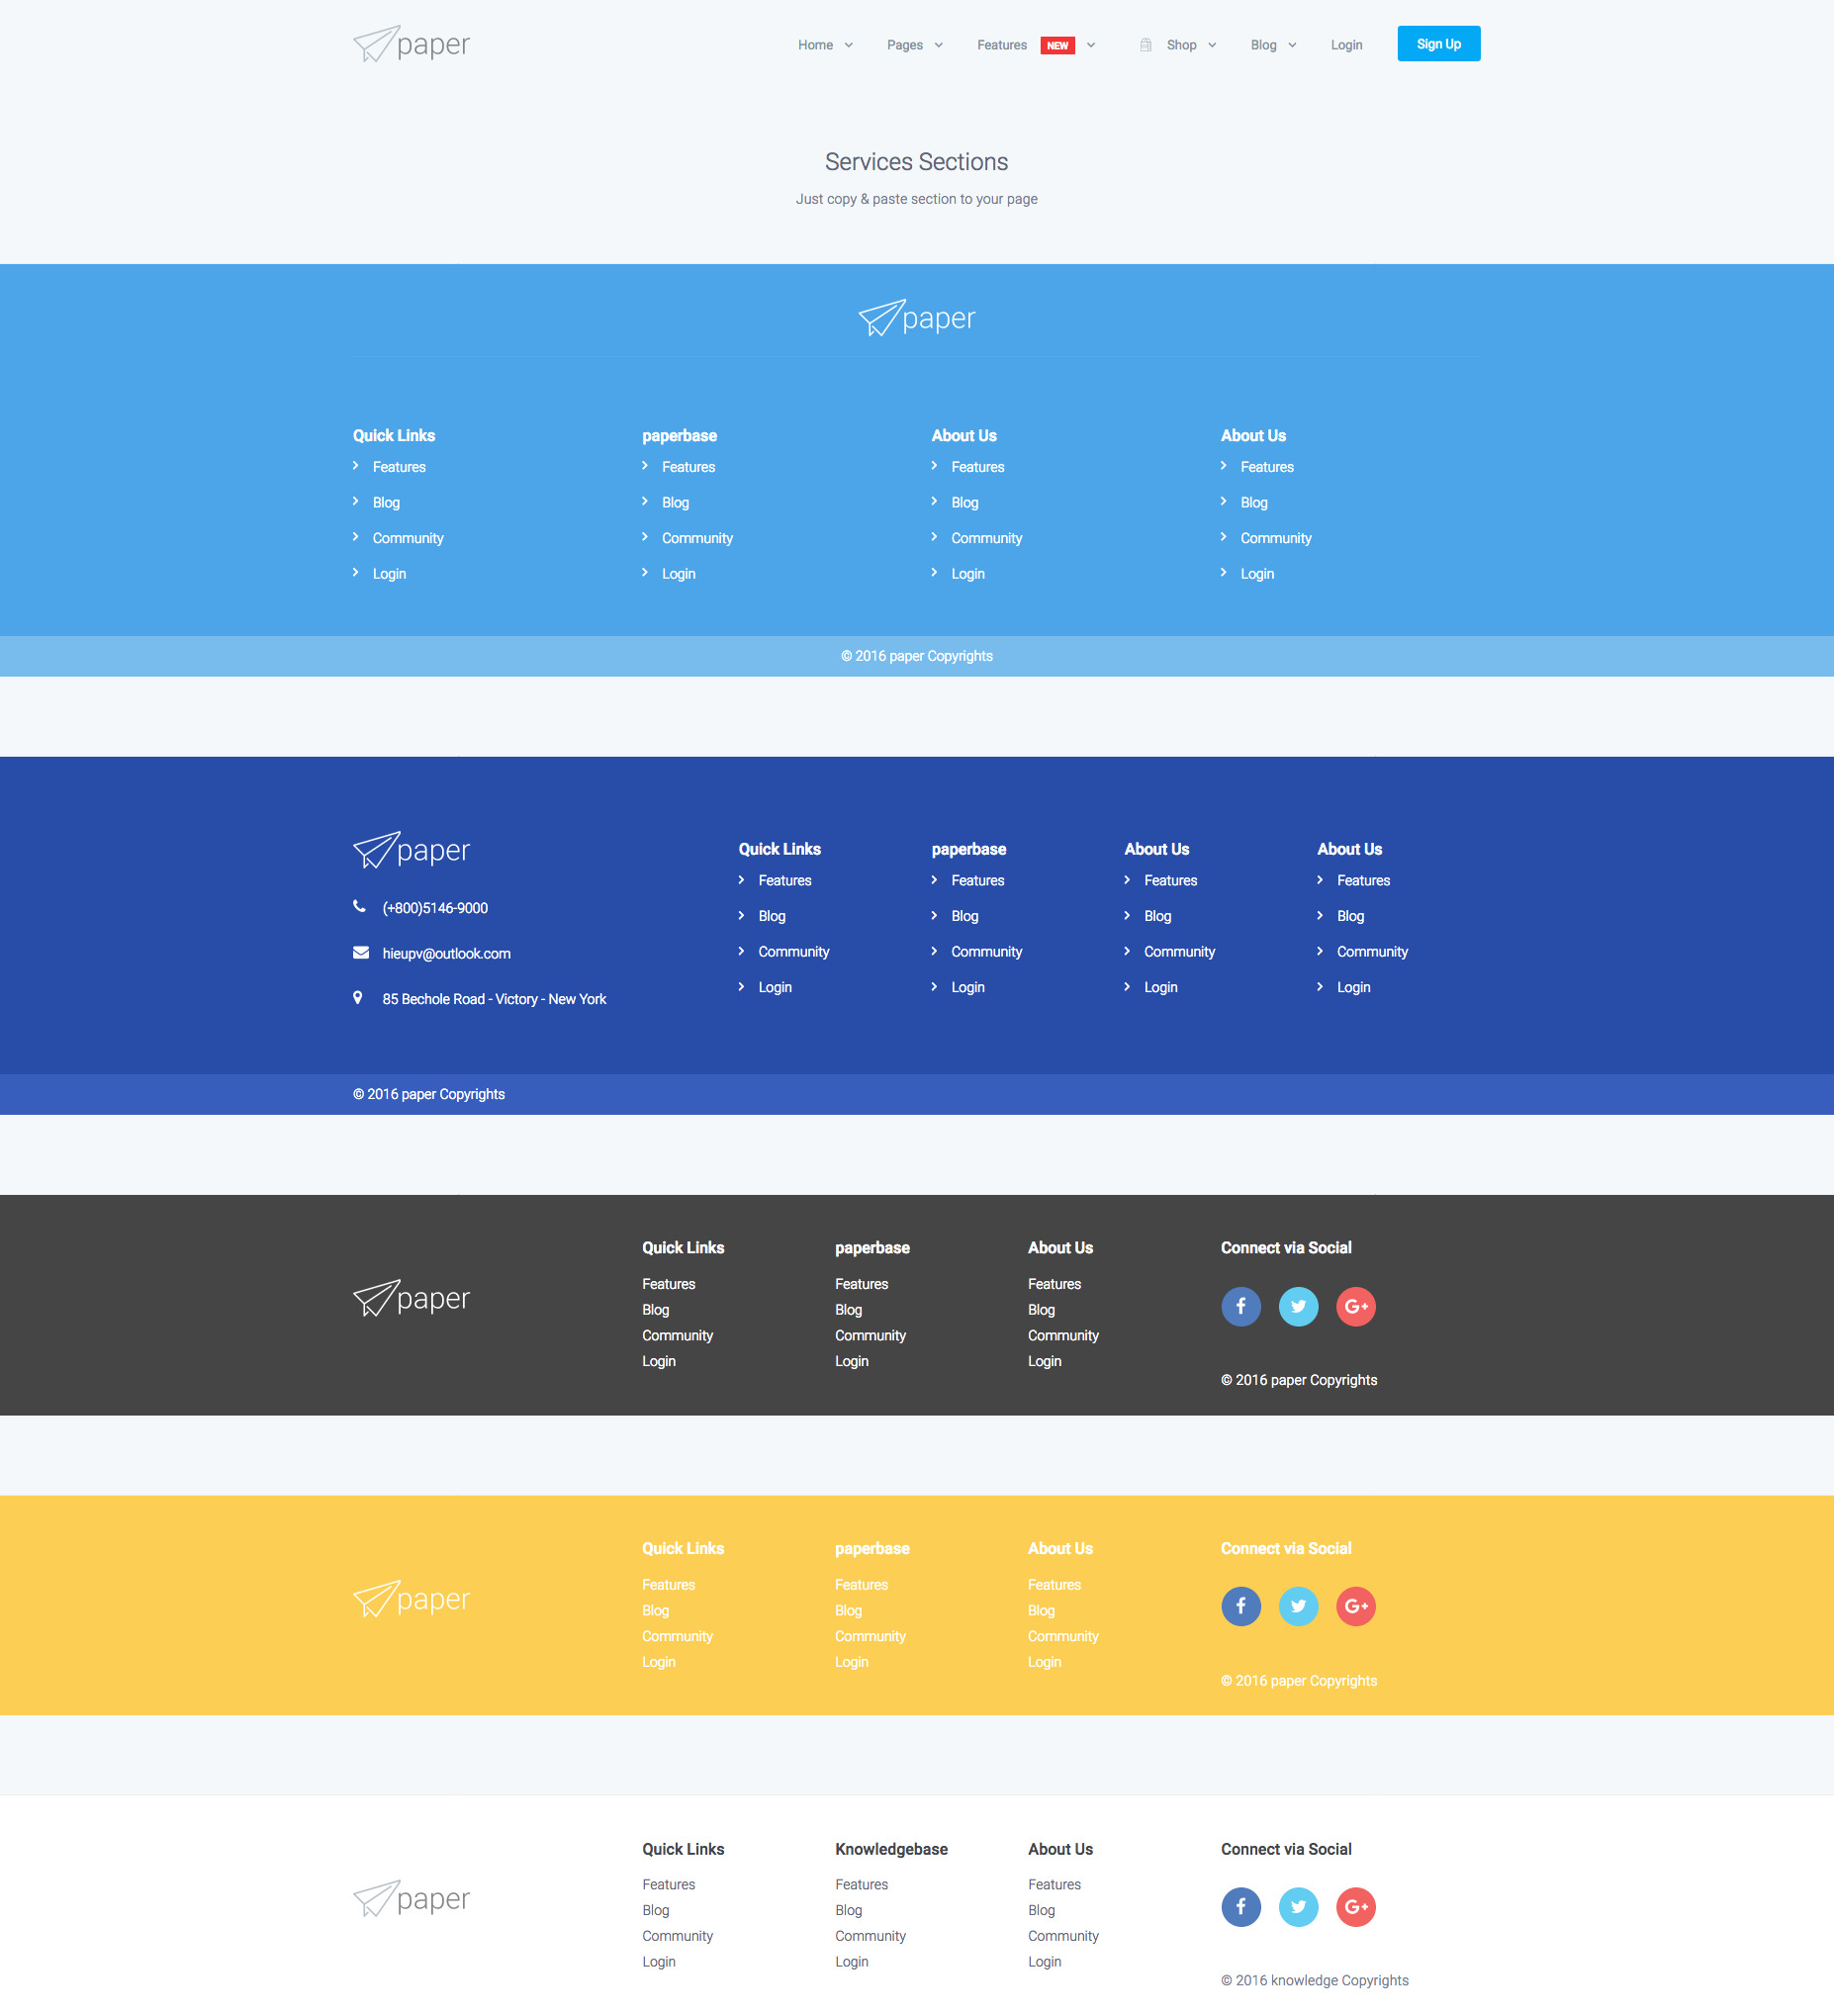 paper Home Pages Features NEW Shop Blog Login Sign Up
Services Sections
Just copy & paste section to your page
paper
Quick Links paperbase About Us About Us
Features Features Features Features
Blog Blog Blog Blog
Community Community Community Community
Login Login Login Login
© 2016 paper Copyrights
paper Quick Links paperbase About Us About Us
Features Features Features Features
(+800)5146-9000 Blog Blog Blog Blog
hieupv@outlook.com Community Community Community Community
85 Bechole Road - Victory - New York Login Login Login Login
© 2016 paper Copyrights
Quick Links paperbase About Us Connect via Social
Features Features Features
paper Blog Blog Blog
Community Community Community
Login Login Login
© 2016 paper Copyrights
Quick Links paperbase About Us Connect via Social
Features Features Features
paper Blog Blog Blog
Community Community Community
Login Login Login
© 2016 paper Copyrights
Quick Links Knowledgebase About Us Connect via Social
Features Features Features
paper Blog Blog Blog
Community Community Community
Login Login Login
© 2016 knowledge Copyrights